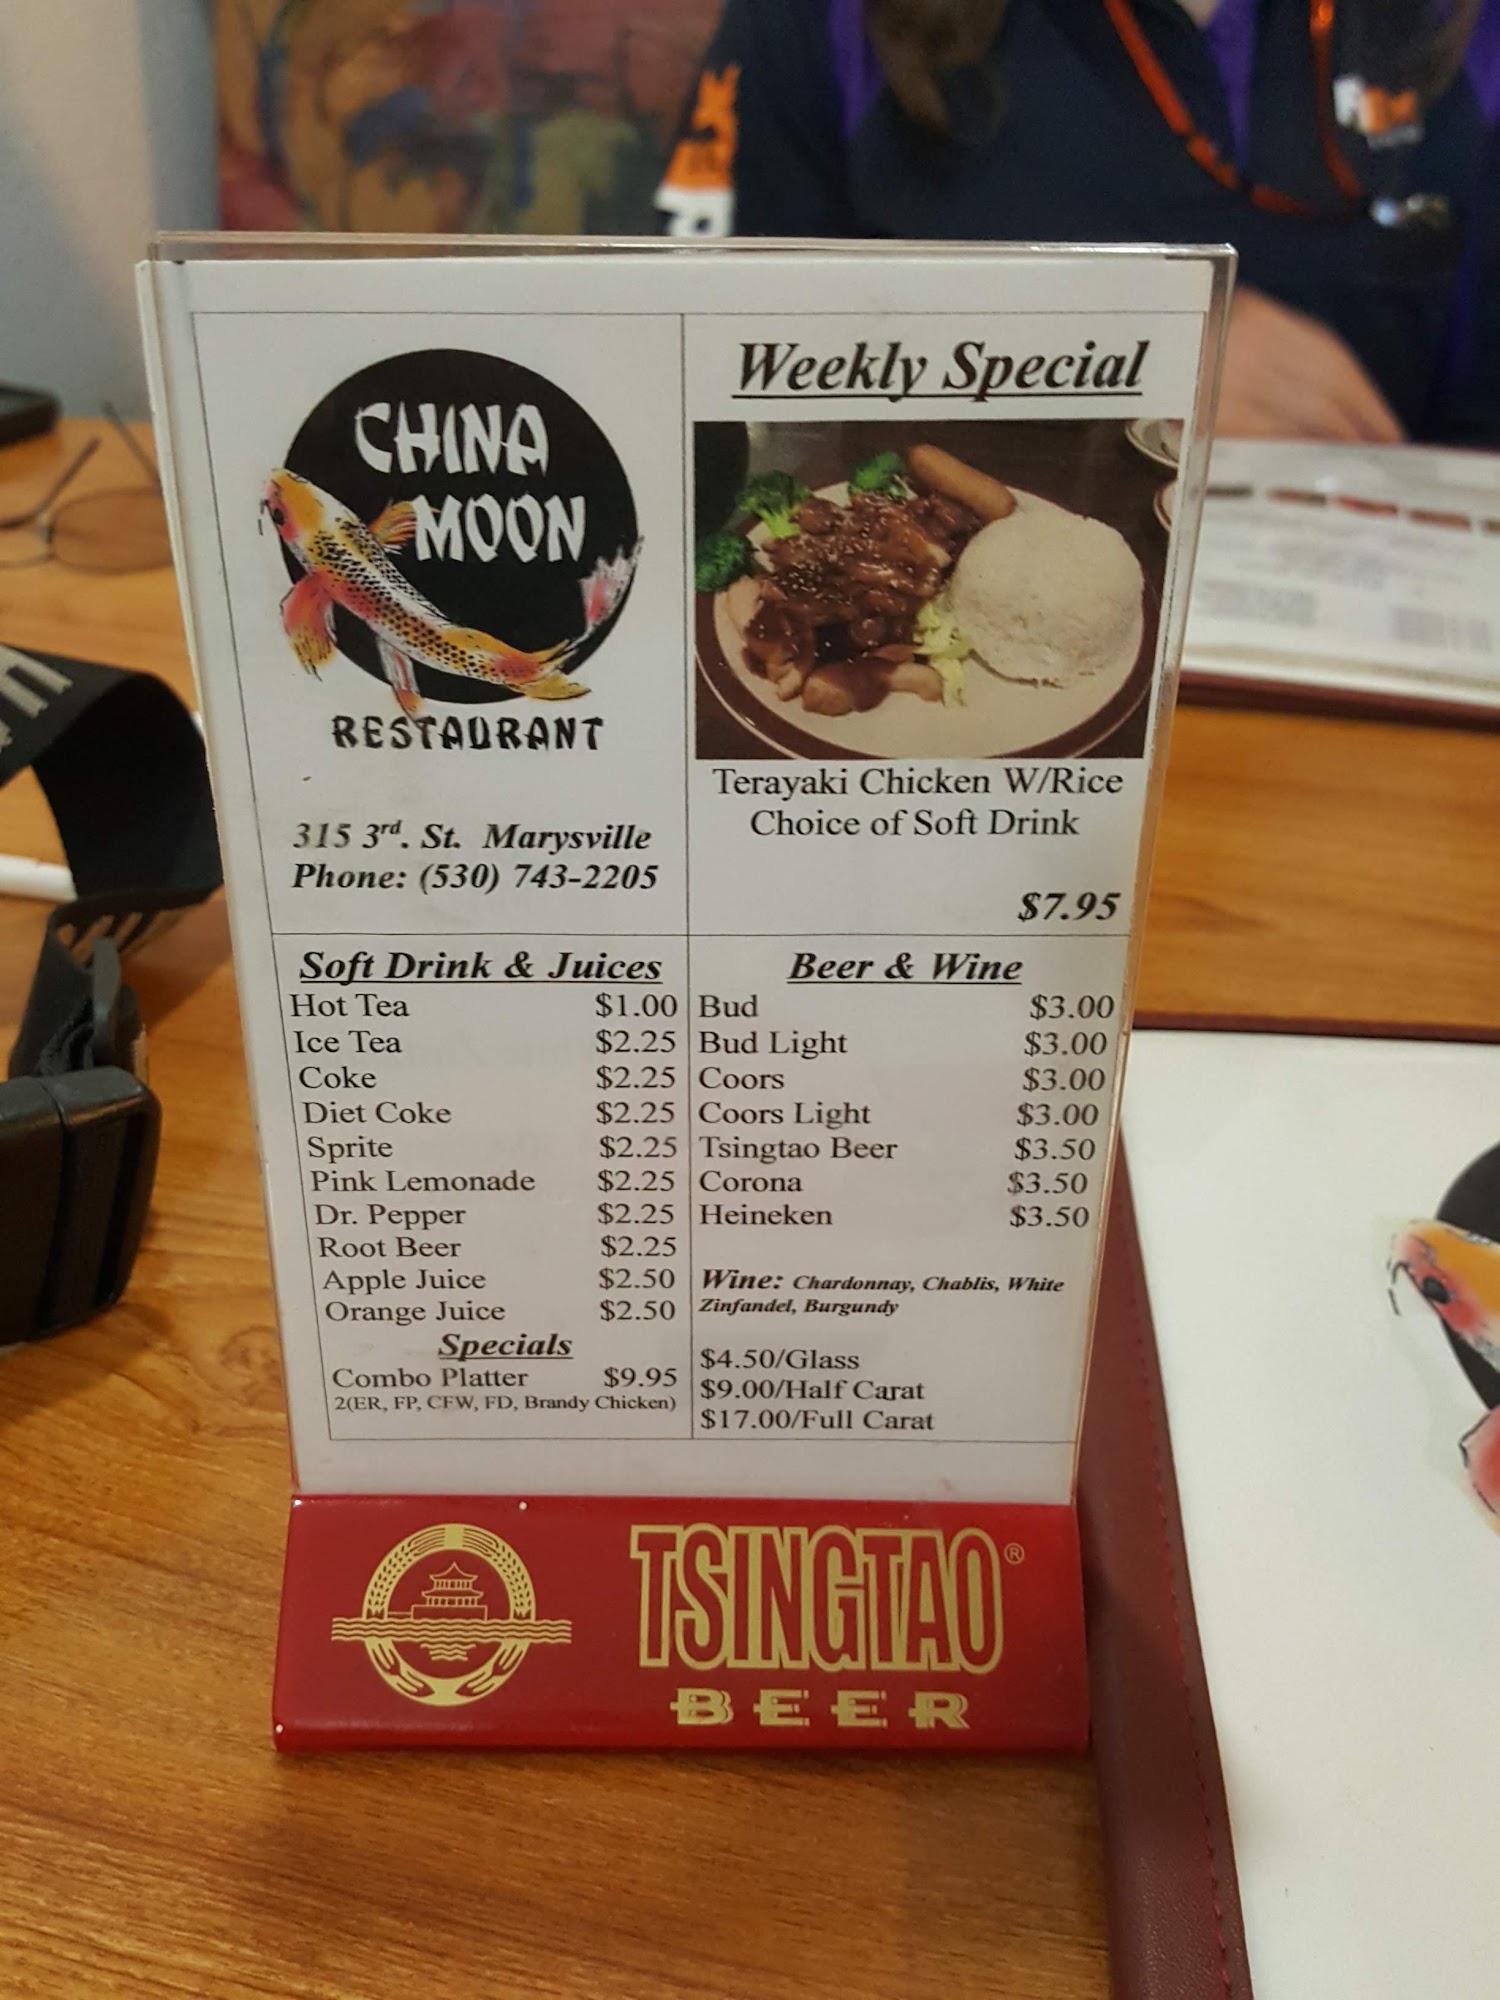 CHINA
MOON
RESTAURANT
315 3rd. St. Marysville
Phone: (530) 743-2205
Weekly Special
Terayaki Chicken W/Rice
Choice of Soft Drink
$7.95
Soft Drink & Juices
Hot Tea $1.00
Ice Tea $2.25
Coke $2.25
Diet Coke $2.25
Sprite $2.25
Pink Lemonade $2.25
Dr. Pepper $2.25
Root Beer $2.25
Apple Juice $2.50
Orange Juice $2.50
Specials
Combo Platter $9.95
2(ER, FP, CFW, FD, Brandy Chicken)
Beer & Wine
Bud $3.00
Bud Light $3.00
Coors $3.00
Coors Light $3.00
Tsingtao Beer $3.50
Corona $3.50
Heineken $3.50
Wine: Chardonnay, Chablis, White
Zinfandel, Burgundy
$4.50/Glass
$9.00/Half Carat
$17.00/Full Carat
TSINGTAO®
BEER